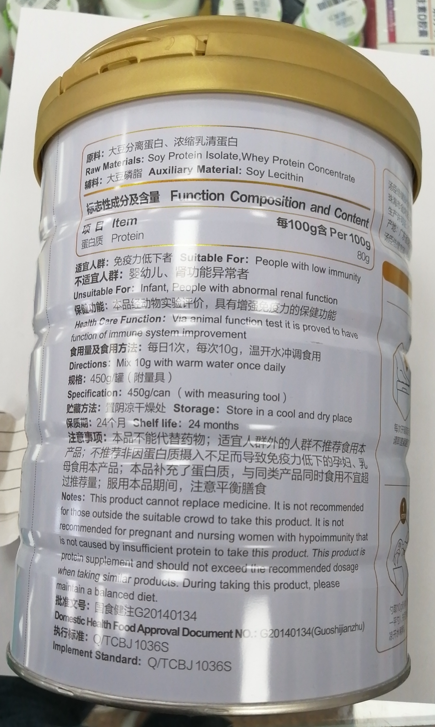 原料：大豆分离蛋白、浓缩乳清蛋白
Raw Materials: Soy Protein Isolate,Whey Protein Concentrate
辅料：大豆磷脂 Auxiliary Material: Soy Lecithin
标志性成分及含量 Function Composition and Content
项目 Item 每100g含 Per 100g
蛋白质 Protein 80g
适宜人群：免疫力低下者 Suitable For: People with low immunity
不适宜人群：婴幼儿、肾功能异常者
Unsuitable For: Infant, People with abnormal renal function
保健功能：本品经动物实验评价，具有增强免疫力的保健功能
Health Care Function: Via animal function test it is proved to have
function of immune system improvement
食用量及食用方法：每日1次，每次10g，温开水冲调食用
Directions: Mix 10g with warm water once daily
规格：450g/罐（附量具）
Specification: 450g/can （with measuring tool）
贮藏方法：置阴凉干燥处 Storage: Store in a cool and dry place
保质期：24个月 Shelf life: 24 months
注意事项：本品不能代替药物；适宜人群外的人群不推荐食用本
产品；不推荐非因蛋白质摄入不足而导致免疫力低下的孕妇、乳
母食用本产品；本品补充了蛋白质，与同类产品同时食用不宜超
过推荐量；服用本品期间，注意平衡膳食
Notes: This product cannot replace medicine. It is not recommended
for those outside the suitable crowd to take this product. It is not
recommended for pregnant and nursing women with hypoimmunity that
is not caused by insufficient protein to take this product. This product is
protein supplement and should not exceed the recommended dosage
when taking similar products. During taking this product, please
maintain a balanced diet.
批准文号：国食健注G20140134
Domestic Health Food Approval Document NO.: G20140134(Guoshijianzhu)
执行标准：Q/TCBJ 1036S
Implement Standard: Q/TCBJ 1036S